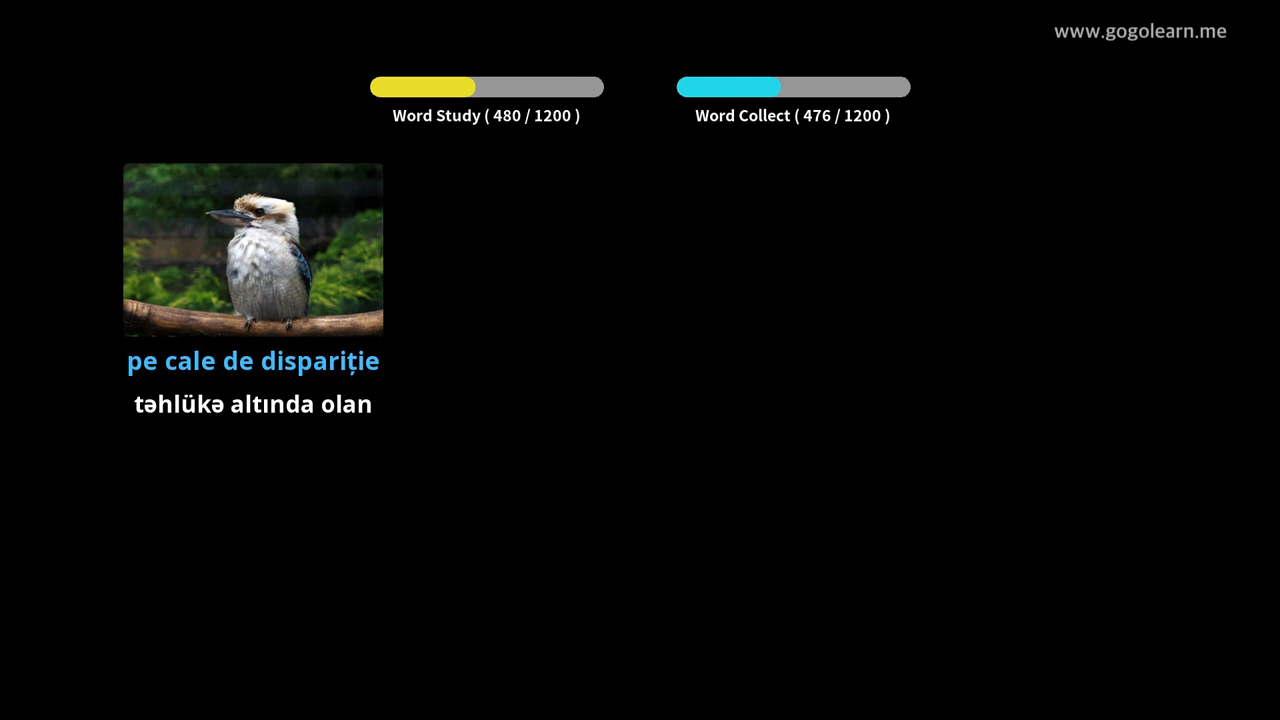 www.gogolearn.me
Word Study ( 480 / 1200 )
Word Collect ( 476 / 1200 )
pe cale de dispariție
təhlükə altında olan